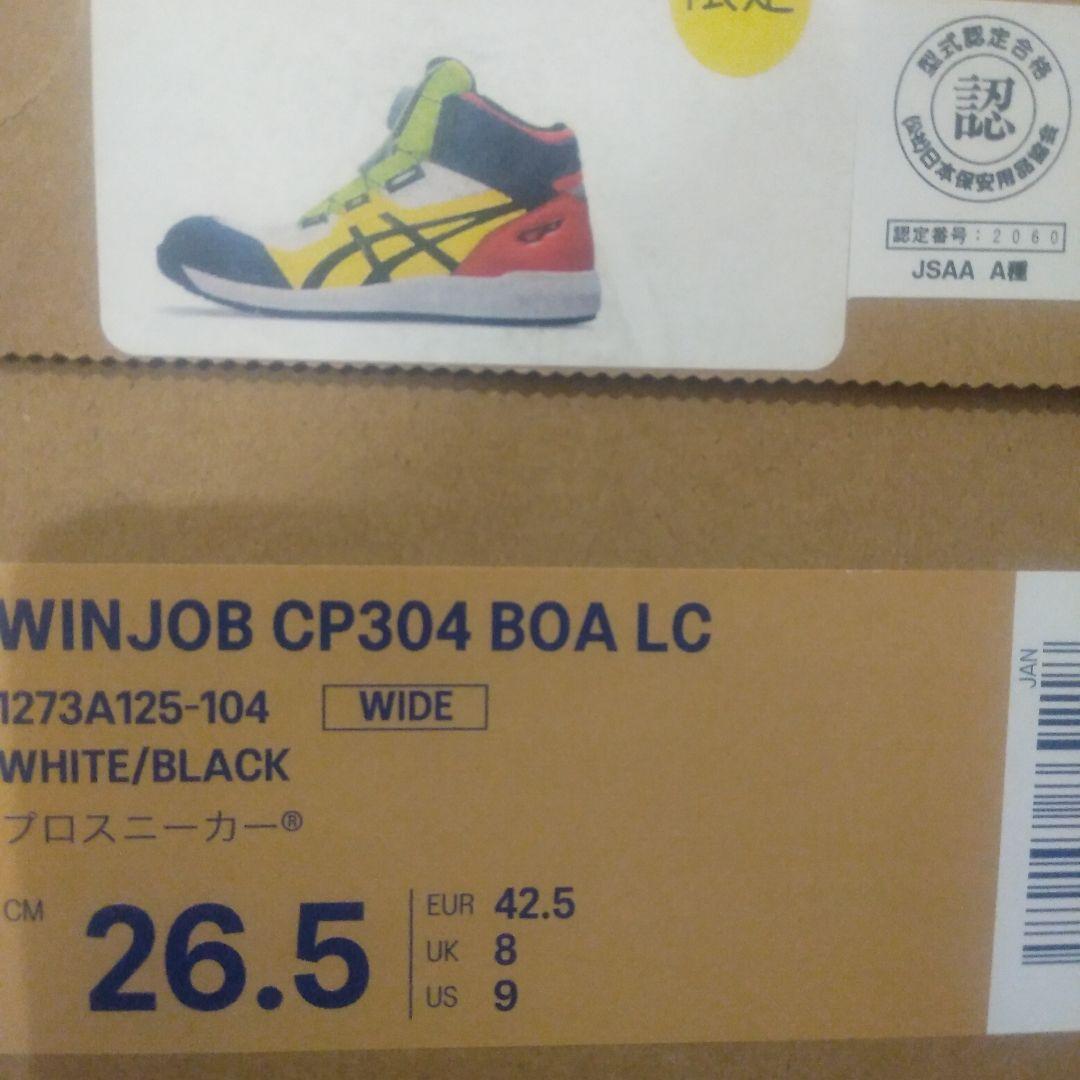 限定
型式認定合格
認
(公社)日本保安用品協会
認定番号:2060
JSAA A種
WINJOB CP304 BOA LC
1273A125-104 WIDE
WHITE/BLACK
プロスニーカー®
CM 26.5
EUR 42.5
UK 8
US 9
JAN